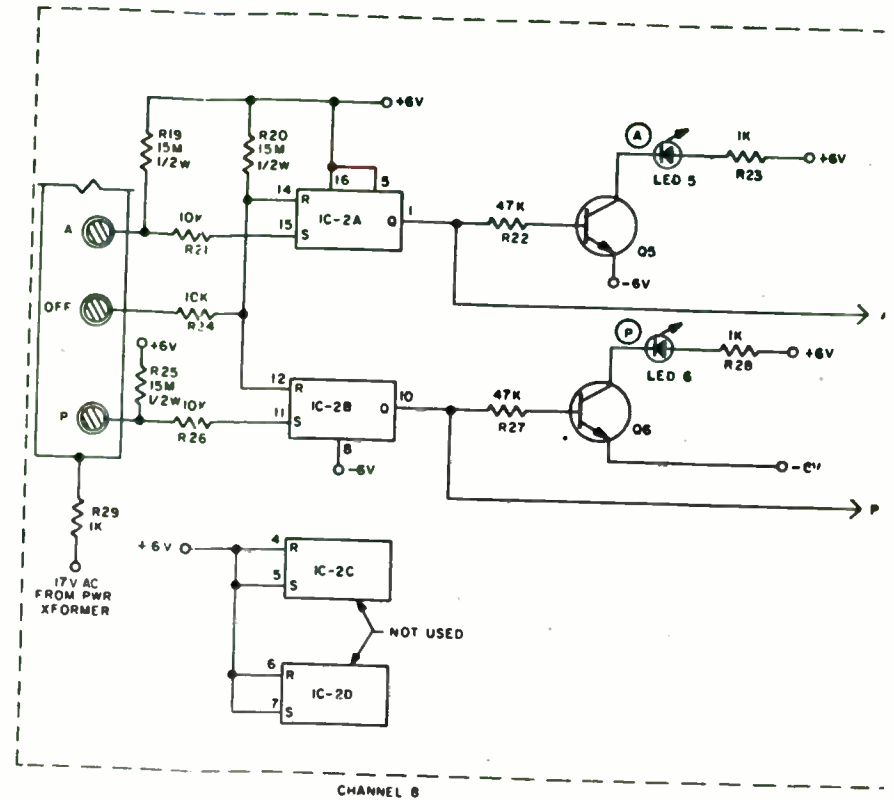 +6V
R19
15M
1/2W
R20
15M
1/2W
16
5
14
R
IC-2A
Q
1
15
S
A
10K
R21
47K
R22
Q5
-6V
A
LED 5
1K
R23
+6V
OFF
10K
R24
+6V
R25
15M
1/2W
P
10K
R26
12
R
IC-2B
Q
10
11
S
8
-6V
47K
R27
Q6
P
LED 6
1K
R28
+6V
P
R29
1K
17V AC
FROM PWR
XFORMER
+6V
4
R
IC-2C
5
S
NOT USED
6
R
IC-2D
7
S
CHANNEL B